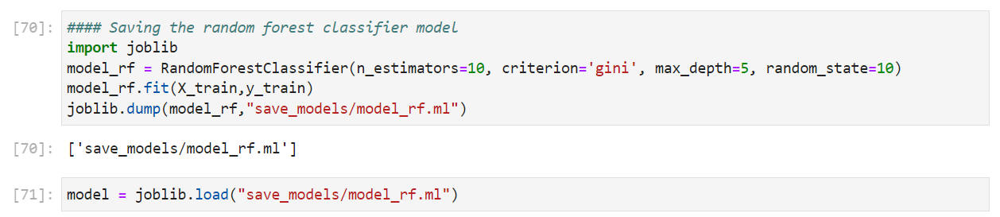 [70]: #### Saving the random forest classifier model
import joblib
model_rf = RandomForestClassifier(n_estimators=10, criterion='gini', max_depth=5, random_state=10)
model_rf.fit(X_train,y_train)
joblib.dump(model_rf,"save_models/model_rf.ml")
[70]: ['save_models/model_rf.ml']
[71]: model = joblib.load("save_models/model_rf.ml")